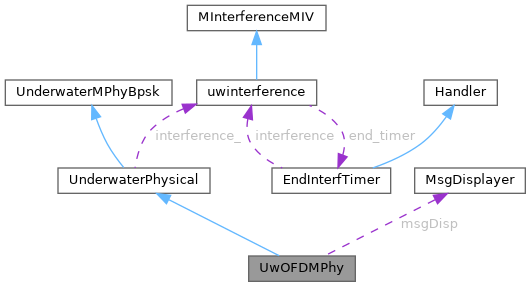 MInterferenceMIV
UnderwaterMPhyBpsk
uwinterference
Handler
interference_
interference
end_timer
UnderwaterPhysical
EndInterfTimer
MsgDisplayer
msgDisp
UwOFDMPhy